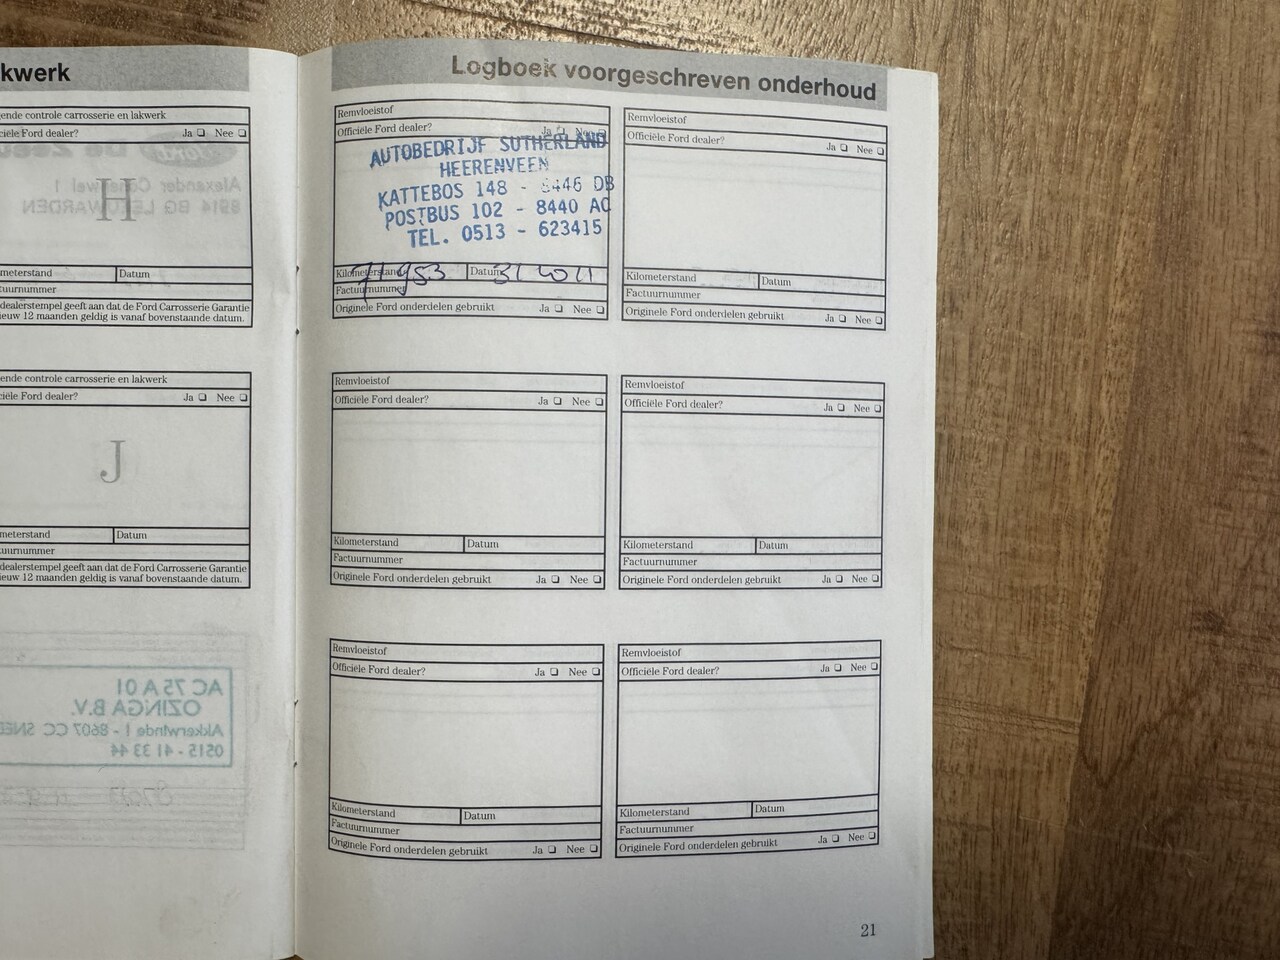 kwerk
ende controle carrosserie en lakwerk
ciële Ford dealer? Ja ❏ Nee ❏
H
meterstand Datum
uurnummer
dealerstempel geeft aan dat de Ford Carrosserie Garantie
ieuw 12 maanden geldig is vanaf bovenstaande datum.
ende controle carrosserie en lakwerk
ciële Ford dealer? Ja ❏ Nee ❏
J
meterstand Datum
uurnummer
dealerstempel geeft aan dat de Ford Carrosserie Garantie
ieuw 12 maanden geldig is vanaf bovenstaande datum.
Logboek voorgeschreven onderhoud
Remvloeistof
Officiële Ford dealer? Ja ❏ Nee ❏
AUTOBEDRIJF SUTHERLAND
HEERENVEEN
KATTEBOS 148 - 8446 DB
POSTBUS 102 - 8440 AC
TEL. 0513 - 623415
Kilometerstand 71953 Datum
Factuurnummer
Originele Ford onderdelen gebruikt Ja ❏ Nee ❏
Remvloeistof
Officiële Ford dealer? Ja ❏ Nee ❏
Kilometerstand Datum
Factuurnummer
Originele Ford onderdelen gebruikt Ja ❏ Nee ❏
Remvloeistof
Officiële Ford dealer? Ja ❏ Nee ❏
Kilometerstand Datum
Factuurnummer
Originele Ford onderdelen gebruikt Ja ❏ Nee ❏
Remvloeistof
Officiële Ford dealer? Ja ❏ Nee ❏
Kilometerstand Datum
Factuurnummer
Originele Ford onderdelen gebruikt Ja ❏ Nee ❏
Remvloeistof
Officiële Ford dealer? Ja ❏ Nee ❏
Kilometerstand Datum
Factuurnummer
Originele Ford onderdelen gebruikt Ja ❏ Nee ❏
Remvloeistof
Officiële Ford dealer? Ja ❏ Nee ❏
Kilometerstand Datum
Factuurnummer
Originele Ford onderdelen gebruikt Ja ❏ Nee ❏
21